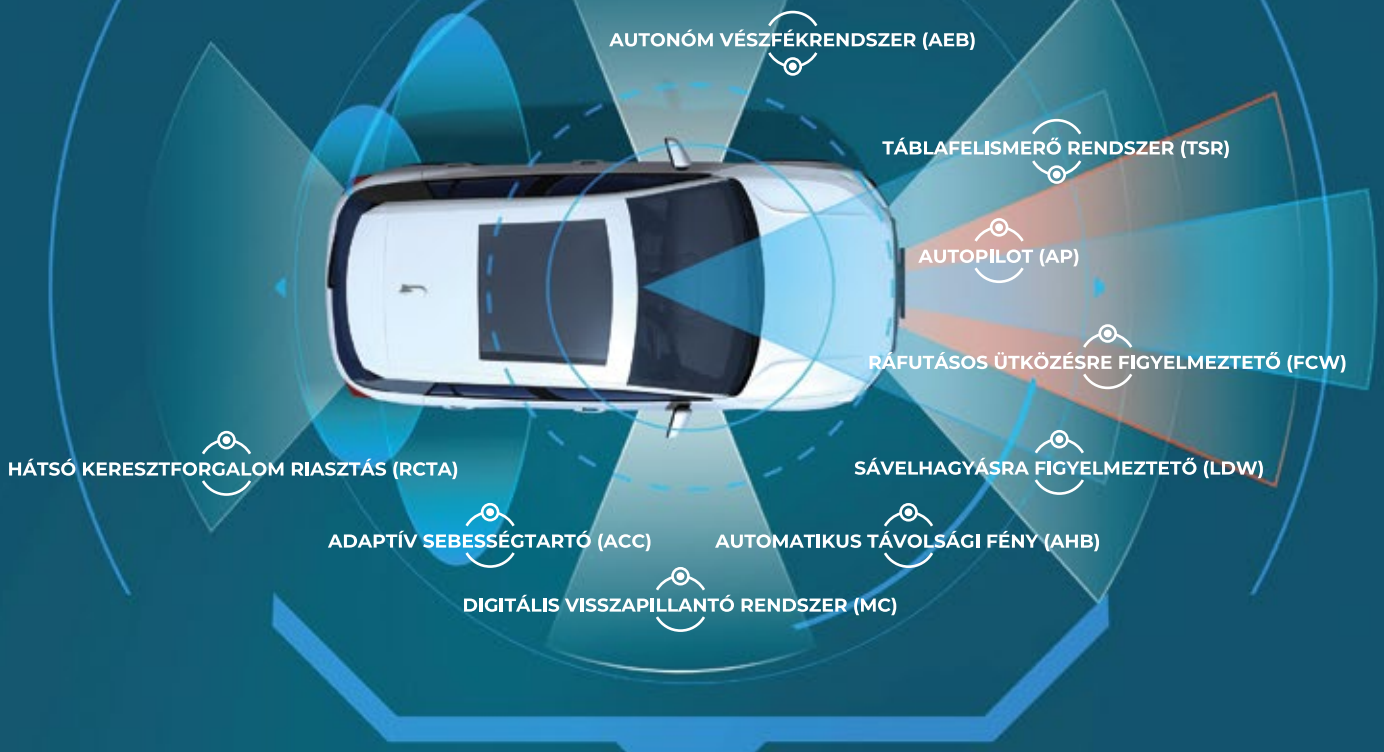 AUTONÓM VÉSZFÉKRENDSZER (AEB)
TÁBLAFELISMERŐ RENDSZER (TSR)
AUTOPILOT (AP)
RÁFUTÁSOS ÜTKÖZÉSRE FIGYELMEZTETŐ (FCW)
HÁTSÓ KERESZTFORGALOM RIASZTÁS (RCTA)
SÁVELHAGYÁSRA FIGYELMEZTETŐ (LDW)
ADAPTÍV SEBESSÉGTARTÓ (ACC)
AUTOMATIKUS TÁVOLSÁGI FÉNY (AHB)
DIGITÁLIS VISSZAPILLANTÓ RENDSZER (MC)